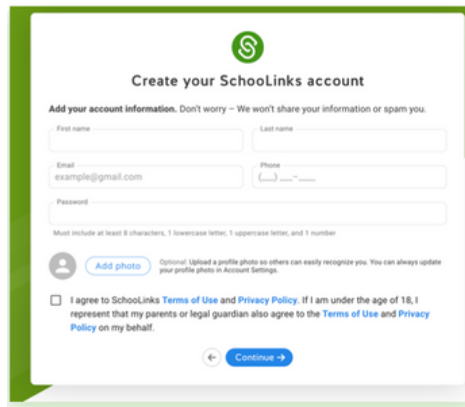 Create your SchooLinks account
Add your account information. Don't worry – We won't share your information or spam you.
First name
Last name
Email
example@gmail.com
Phone
(__) ___-____
Password
Must include at least 8 characters, 1 lowercase letter, 1 uppercase letter, and 1 number
Add photo
Optional: Upload a profile photo so others can easily recognize you. You can always update
your profile photo in Account Settings.
I agree to SchooLinks Terms of Use and Privacy Policy. If I am under the age of 18, I
represent that my parents or legal guardian also agree to the Terms of Use and Privacy
Policy on my behalf.
Continue →